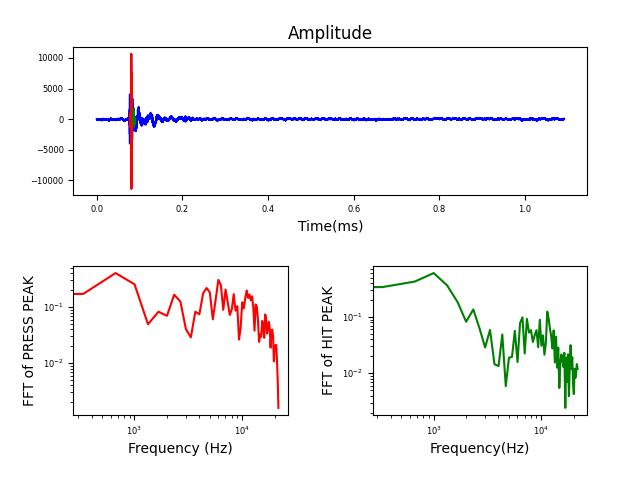 Amplitude
10000
5000
0
−5000
−10000
0.0 0.2 0.4 0.6 0.8 1.0
Time(ms)
FFT of PRESS PEAK
10⁻¹
10⁻²
10³ 10⁴
Frequency (Hz)
FFT of HIT PEAK
10⁻¹
10⁻²
10³ 10⁴
Frequency(Hz)